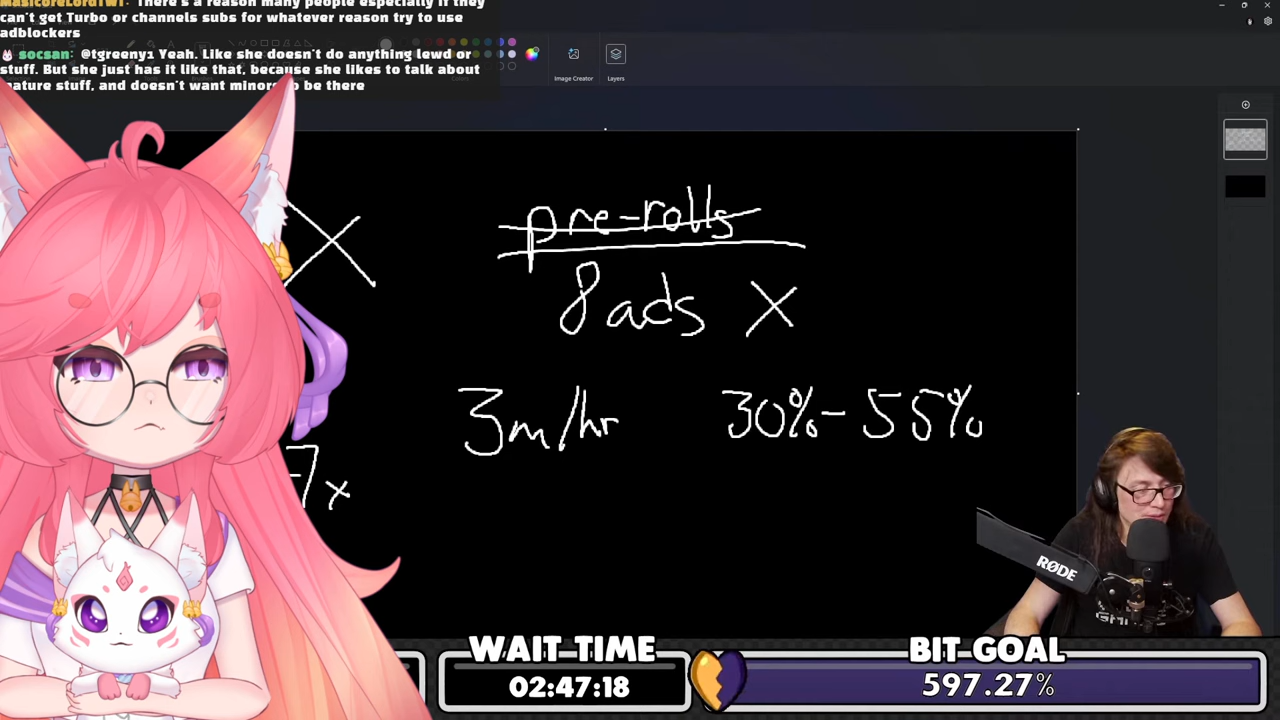 MasicoreLordTWT: There's a reason many people especially if they
can't get Turbo or channels subs for whatever reason try to use
adblockers
socsan: @tgreeny1 Yeah. Like she doesn't do anything lewd or
stuff. But she just has it like that, because she likes to talk about
mature stuff, and doesn't want minors to be there
Image Creator
Layers
X
pre-rolls
8 ads X
3m/hr 30%-55%
7x
RØDE
WAIT TIME
02:47:18
BIT GOAL
597.27%